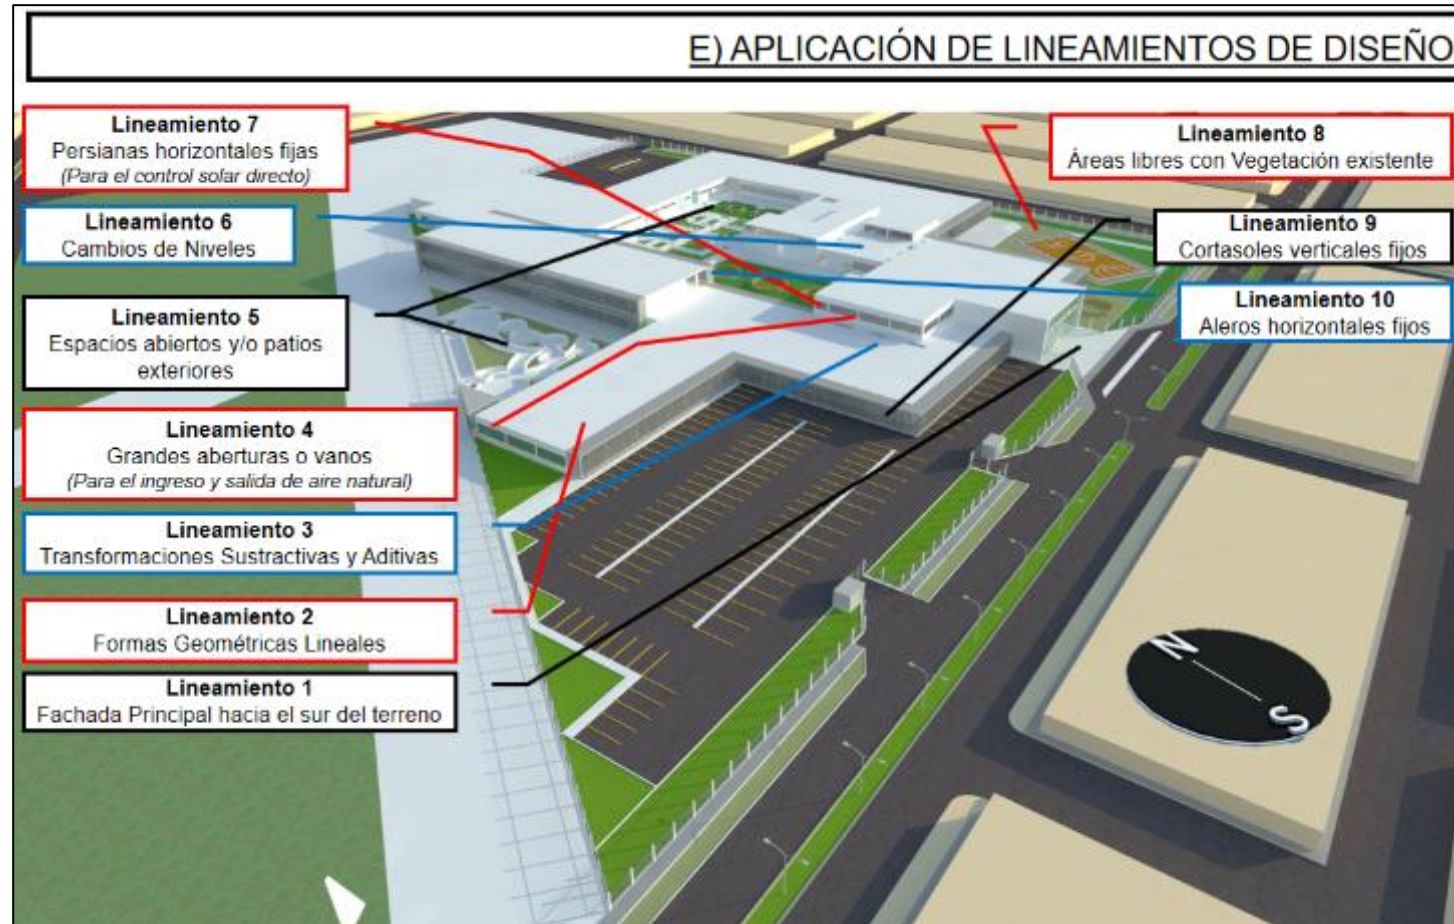 E) APLICACIÓN DE LINEAMIENTOS DE DISEÑO
Lineamiento 7
Persianas horizontales fijas
(Para el control solar directo)
Lineamiento 6
Cambios de Niveles
Lineamiento 5
Espacios abiertos y/o patios
exteriores
Lineamiento 4
Grandes aberturas o vanos
(Para el ingreso y salida de aire natural)
Lineamiento 3
Transformaciones Sustractivas y Aditivas
Lineamiento 2
Formas Geométricas Lineales
Lineamiento 1
Fachada Principal hacia el sur del terreno
Lineamiento 8
Áreas libres con Vegetación existente
Lineamiento 9
Cortasoles verticales fijos
Lineamiento 10
Aleros horizontales fijos
N
S